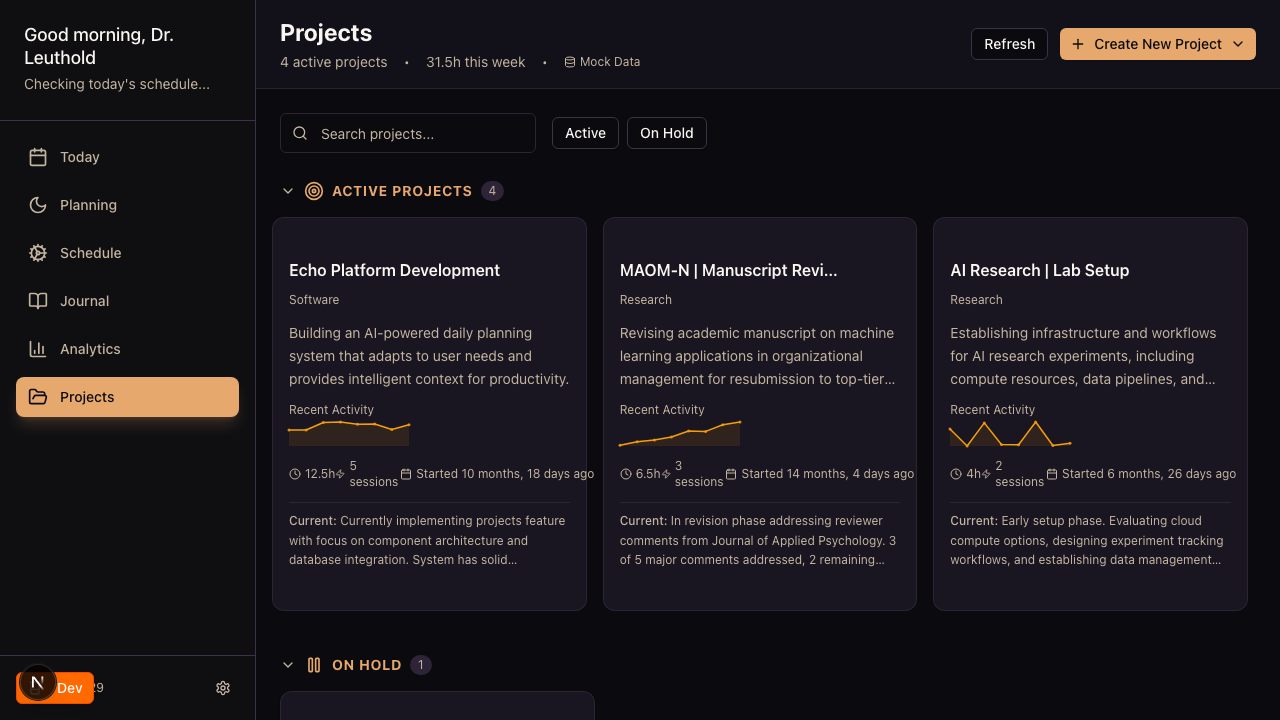 Good morning, Dr.
Leuthold
Checking today's schedule...
Today
Planning
Schedule
Journal
Analytics
Projects
N
Dev
29
Projects
4 active projects • 31.5h this week • Mock Data
Refresh
Create New Project
Search projects...
Active
On Hold
ACTIVE PROJECTS 4
Echo Platform Development
Software
Building an AI-powered daily planning
system that adapts to user needs and
provides intelligent context for productivity.
Recent Activity
12.5h 5 sessions Started 10 months, 18 days ago
Current: Currently implementing projects feature
with focus on component architecture and
database integration. System has solid...
MAOM-N | Manuscript Revi...
Research
Revising academic manuscript on machine
learning applications in organizational
management for resubmission to top-tier...
Recent Activity
6.5h 3 sessions Started 14 months, 4 days ago
Current: In revision phase addressing reviewer
comments from Journal of Applied Psychology. 3
of 5 major comments addressed, 2 remaining...
AI Research | Lab Setup
Research
Establishing infrastructure and workflows
for AI research experiments, including
compute resources, data pipelines, and...
Recent Activity
4h 2 sessions Started 6 months, 26 days ago
Current: Early setup phase. Evaluating cloud
compute options, designing experiment tracking
workflows, and establishing data management...
ON HOLD 1